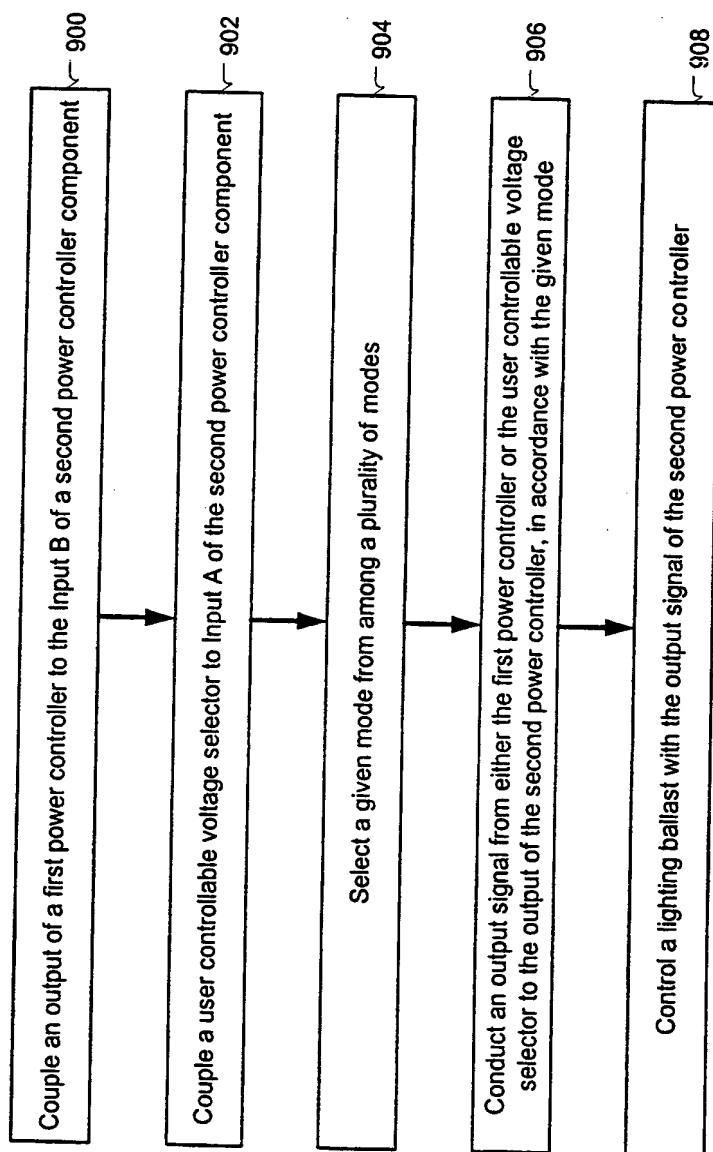 Couple an output of a first power controller to the Input B of a second power controller component
900
Couple a user controllable voltage selector to Input A of the second power controller component
902
Select a given mode from among a plurality of modes
904
Conduct an output signal from either the first power controller or the user controllable voltage
selector to the output of the second power controller, in accordance with the given mode
906
Control a lighting ballast with the output signal of the second power controller
908